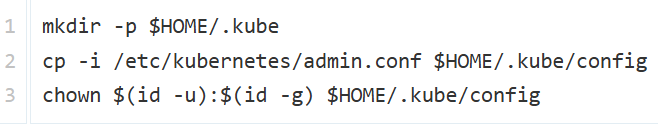 1 mkdir -p $HOME/.kube
2 cp -i /etc/kubernetes/admin.conf $HOME/.kube/config
3 chown $(id -u):$(id -g) $HOME/.kube/config